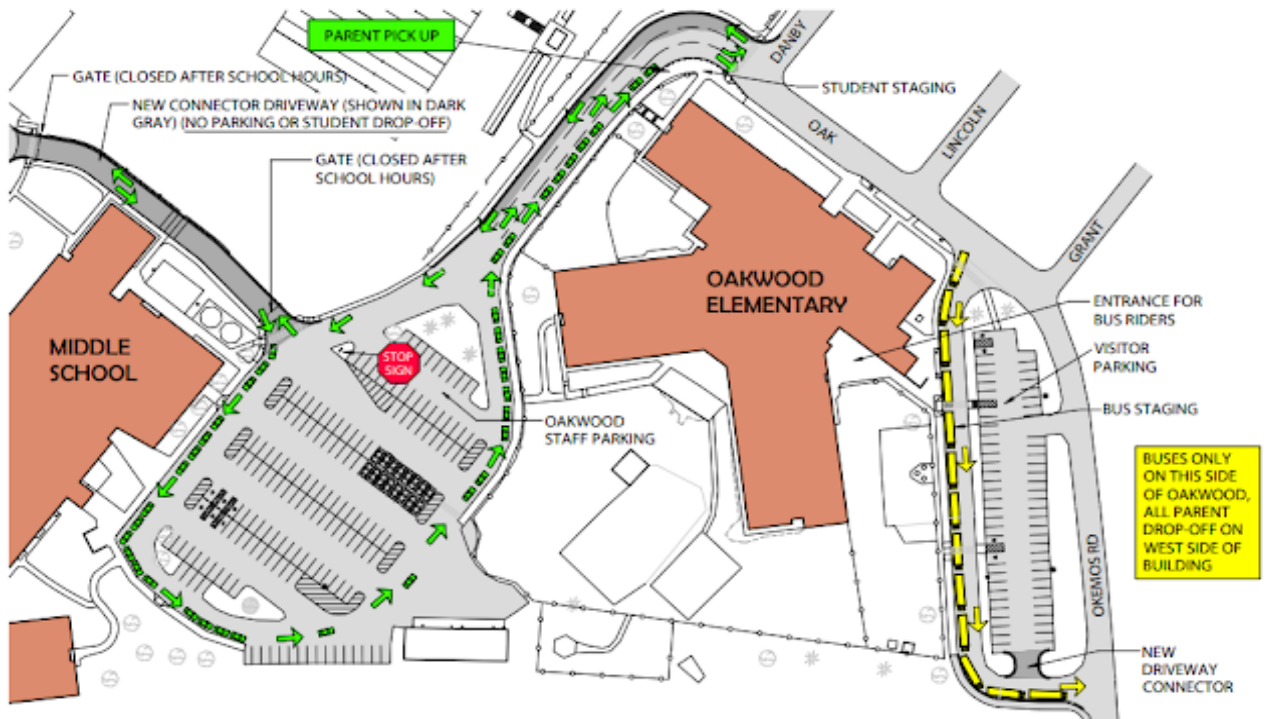 PARENT PICK UP
GATE (CLOSED AFTER SCHOOL HOURS)
NEW CONNECTOR DRIVEWAY (SHOWN IN DARK
GRAY) (NO PARKING OR STUDENT DROP-OFF)
GATE (CLOSED AFTER
SCHOOL HOURS)
DANBY
STUDENT STAGING
OAK
LINCOLN
GRANT
MIDDLE
SCHOOL
OAKWOOD
ELEMENTARY
STOP
SIGN
OAKWOOD
STAFF PARKING
ENTRANCE FOR
BUS RIDERS
VISITOR
PARKING
BUS STAGING
BUSES ONLY
ON THIS SIDE
OF OAKWOOD,
ALL PARENT
DROP-OFF ON
WEST SIDE OF
BUILDING
OKEMOS RD
NEW
DRIVEWAY
CONNECTOR